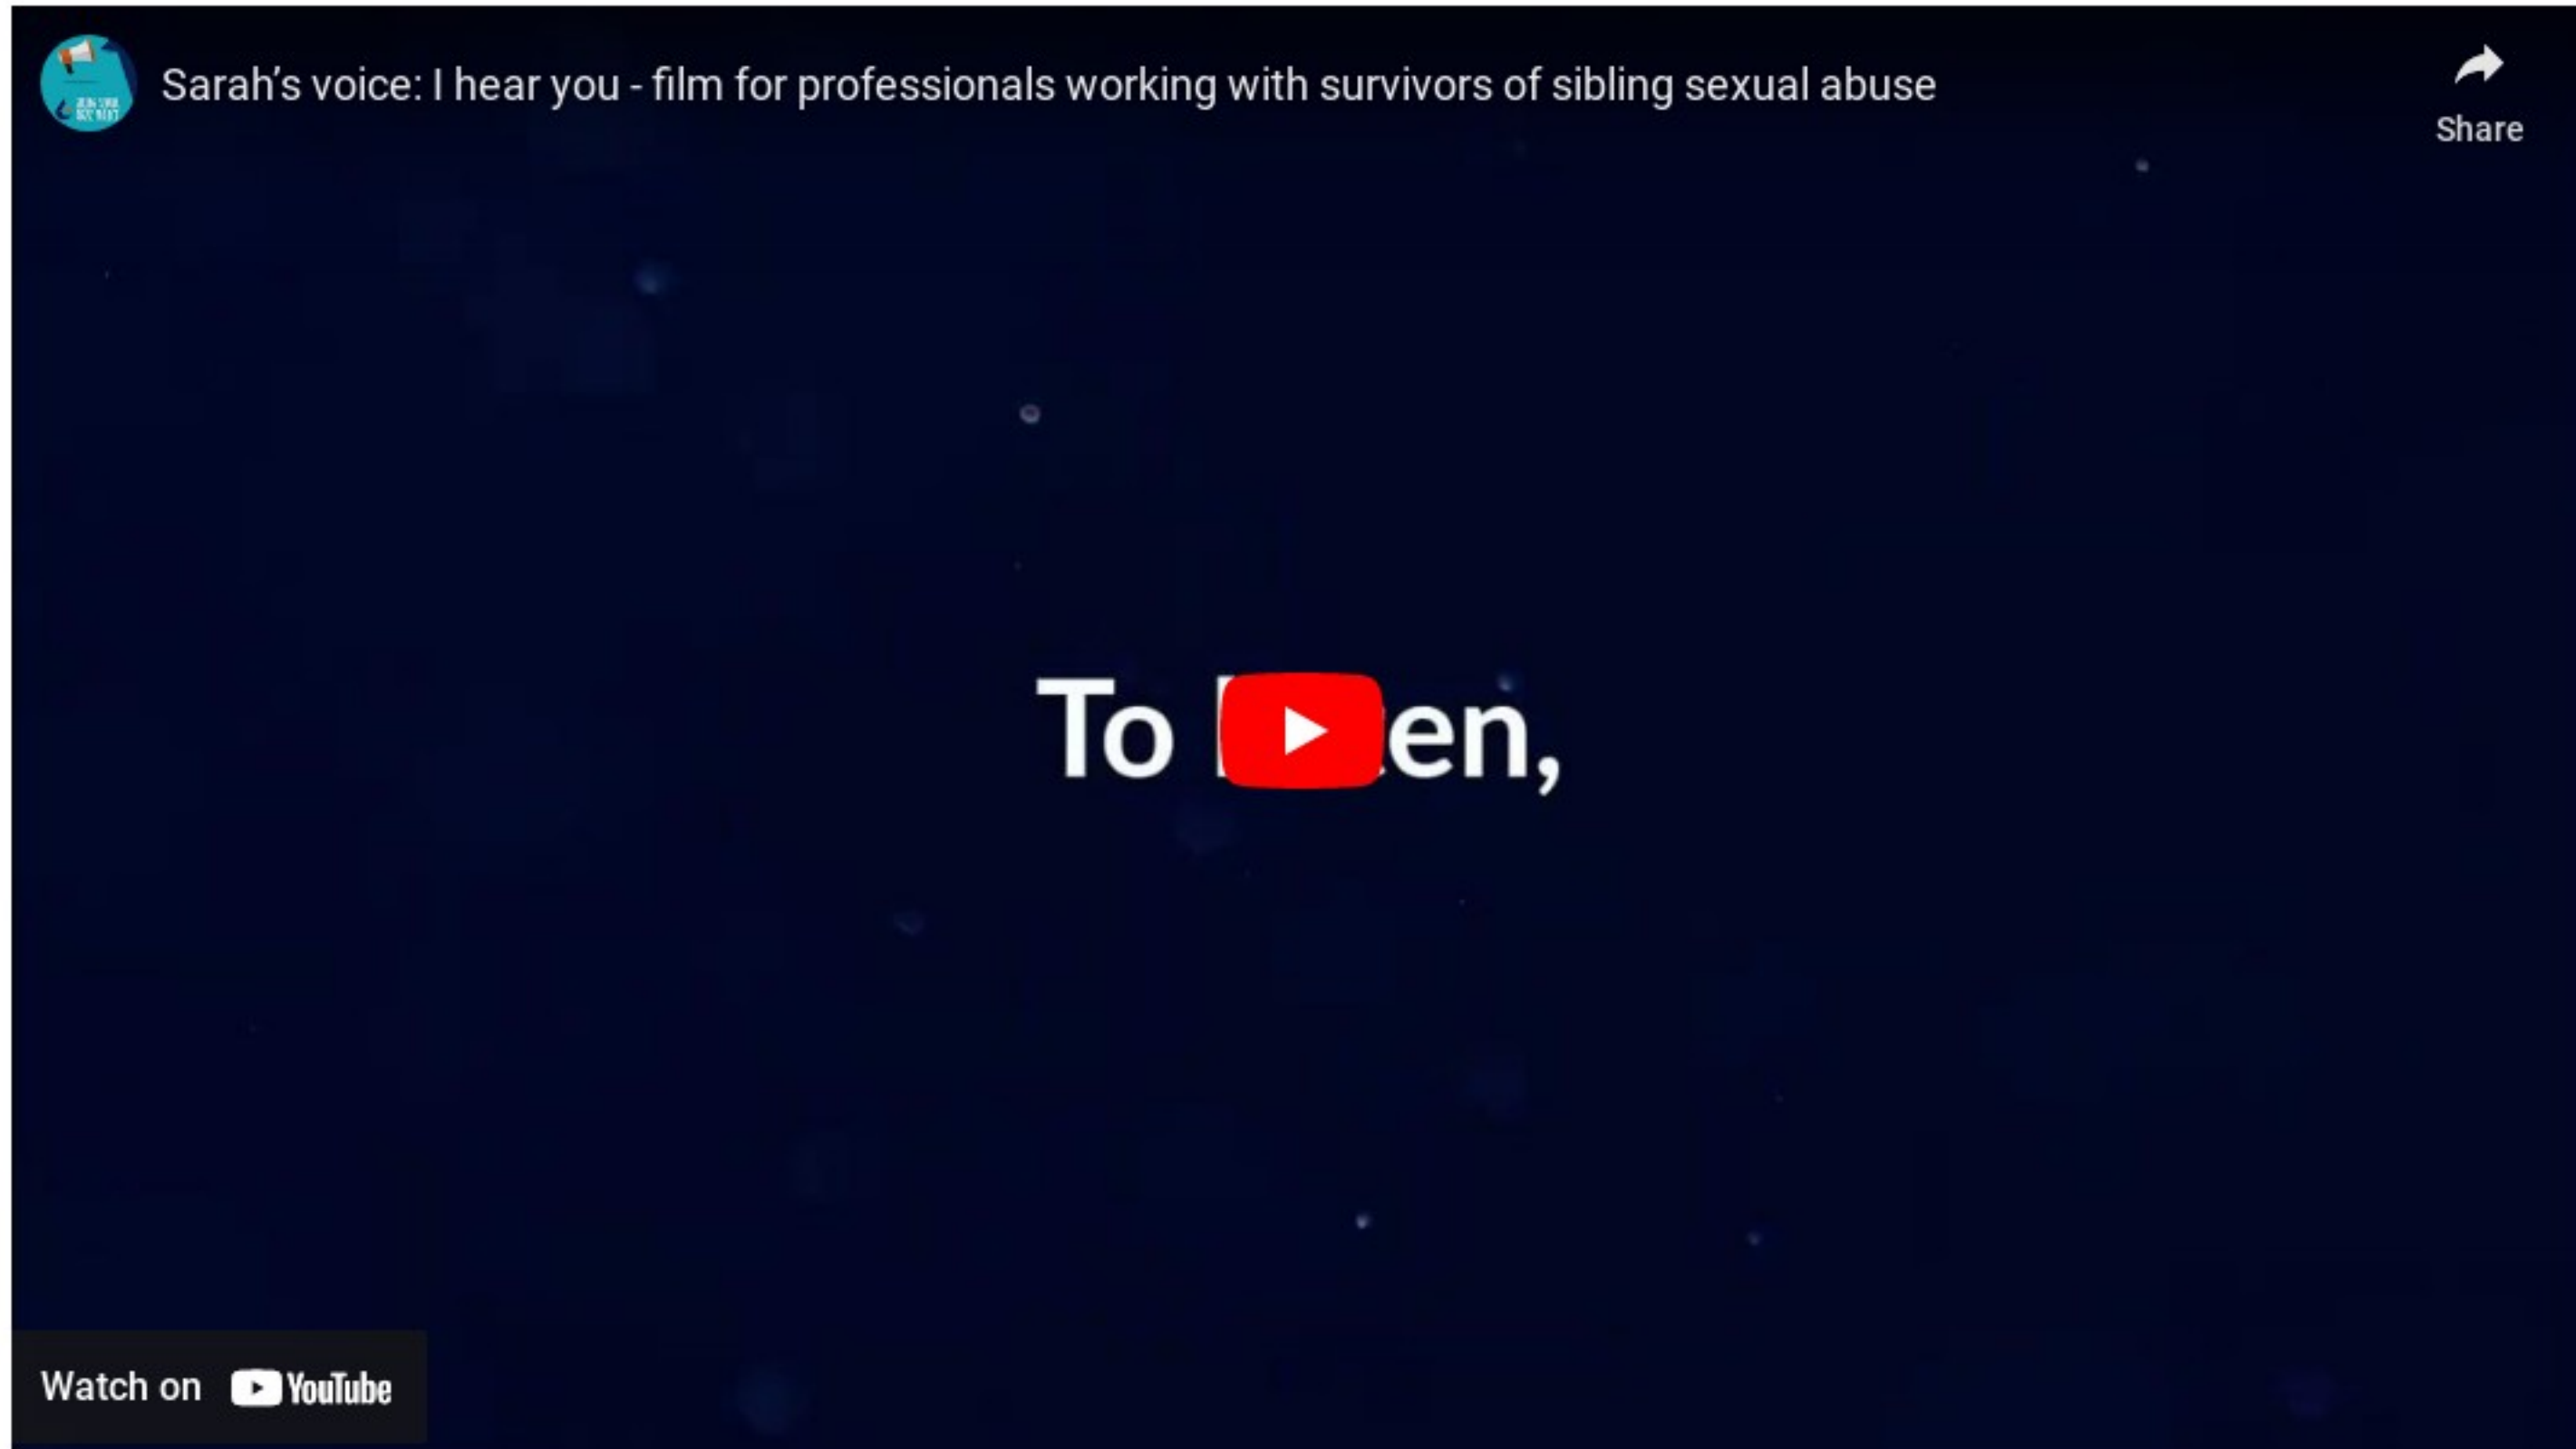 Sarah’s voice: I hear you - film for professionals working with survivors of sibling sexual abuse
Share
To
Watch on YouTube